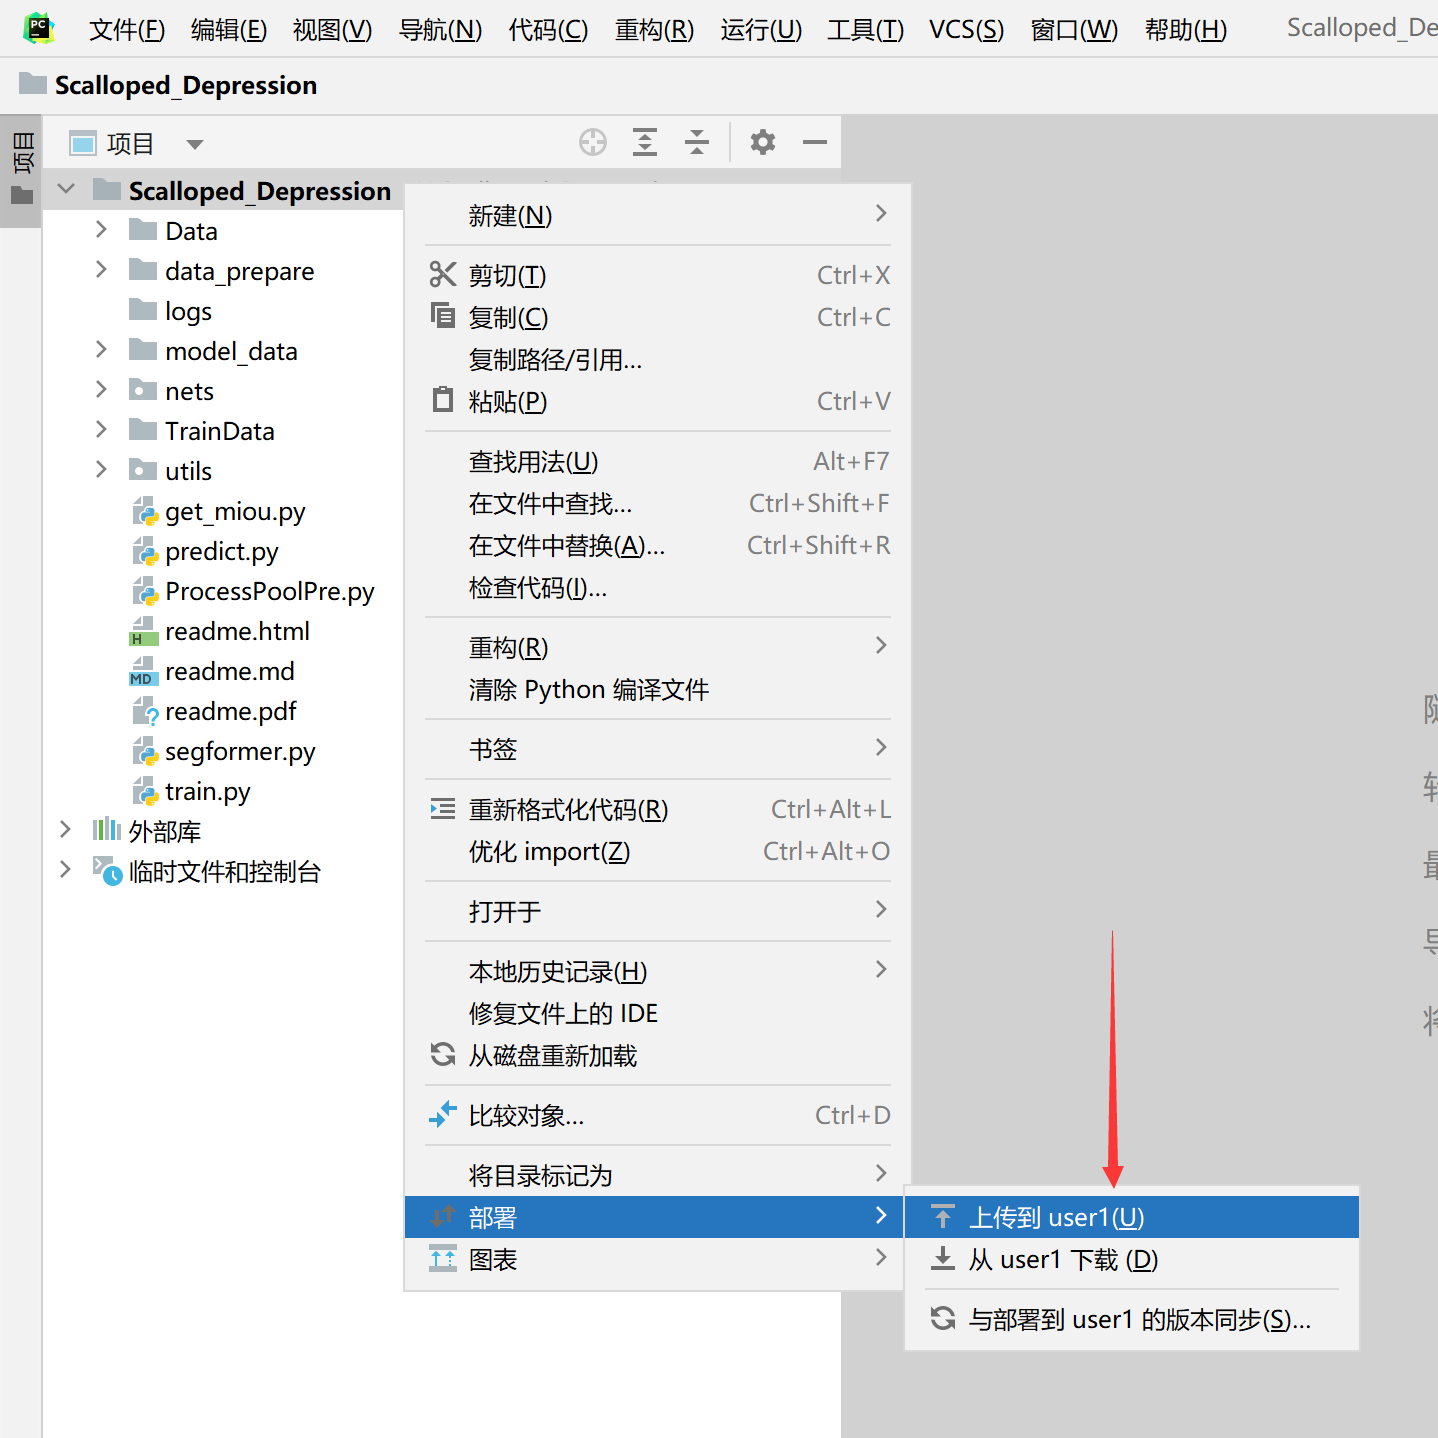 文件(F) 编辑(E) 视图(V) 导航(N) 代码(C) 重构(R) 运行(U) 工具(T) VCS(S) 窗口(W) 帮助(H) Scalloped_De
Scalloped_Depression
项目
项目
Scalloped_Depression
Data
data_prepare
logs
model_data
nets
TrainData
utils
get_miou.py
predict.py
ProcessPoolPre.py
readme.html
readme.md
readme.pdf
segformer.py
train.py
外部库
临时文件和控制台
新建(N)
剪切(T) Ctrl+X
复制(C) Ctrl+C
复制路径/引用...
粘贴(P) Ctrl+V
查找用法(U) Alt+F7
在文件中查找... Ctrl+Shift+F
在文件中替换(A)... Ctrl+Shift+R
检查代码(I)...
重构(R)
清除 Python 编译文件
书签
重新格式化代码(R) Ctrl+Alt+L
优化 import(Z) Ctrl+Alt+O
打开于
本地历史记录(H)
修复文件上的 IDE
从磁盘重新加载
比较对象... Ctrl+D
将目录标记为
部署
图表
上传到 user1(U)
从 user1 下载 (D)
与部署到 user1 的版本同步(S)...